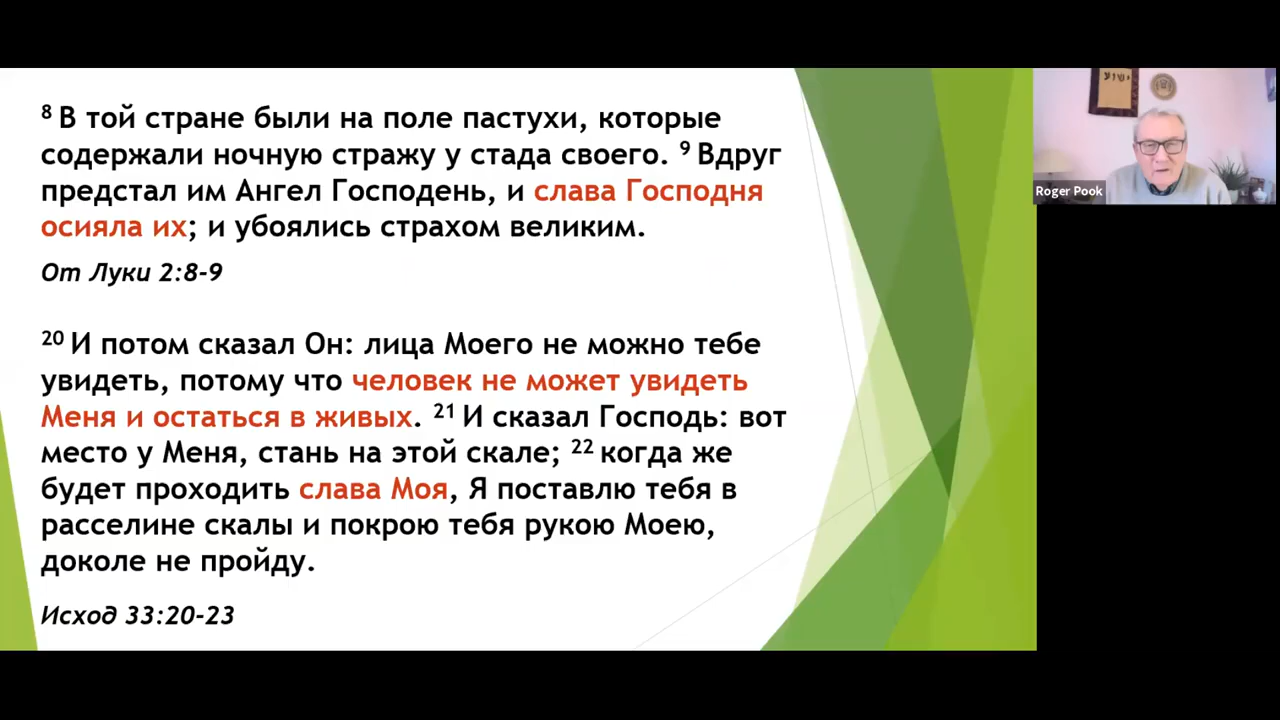 8 В той стране были на поле пастухи, которые
содержали ночную стражу у стада своего. 9 Вдруг
предстал им Ангел Господень, и слава Господня
осияла их; и убоялись страхом великим.
От Луки 2:8-9
20 И потом сказал Он: лица Моего не можно тебе
увидеть, потому что человек не может увидеть
Меня и остаться в живых. 21 И сказал Господь: вот
место у Меня, стань на этой скале; 22 когда же
будет проходить слава Моя, Я поставлю тебя в
расселине скалы и покрою тебя рукою Моею,
доколе не пройду.
Исход 33:20-23
ישוע
Roger Pook